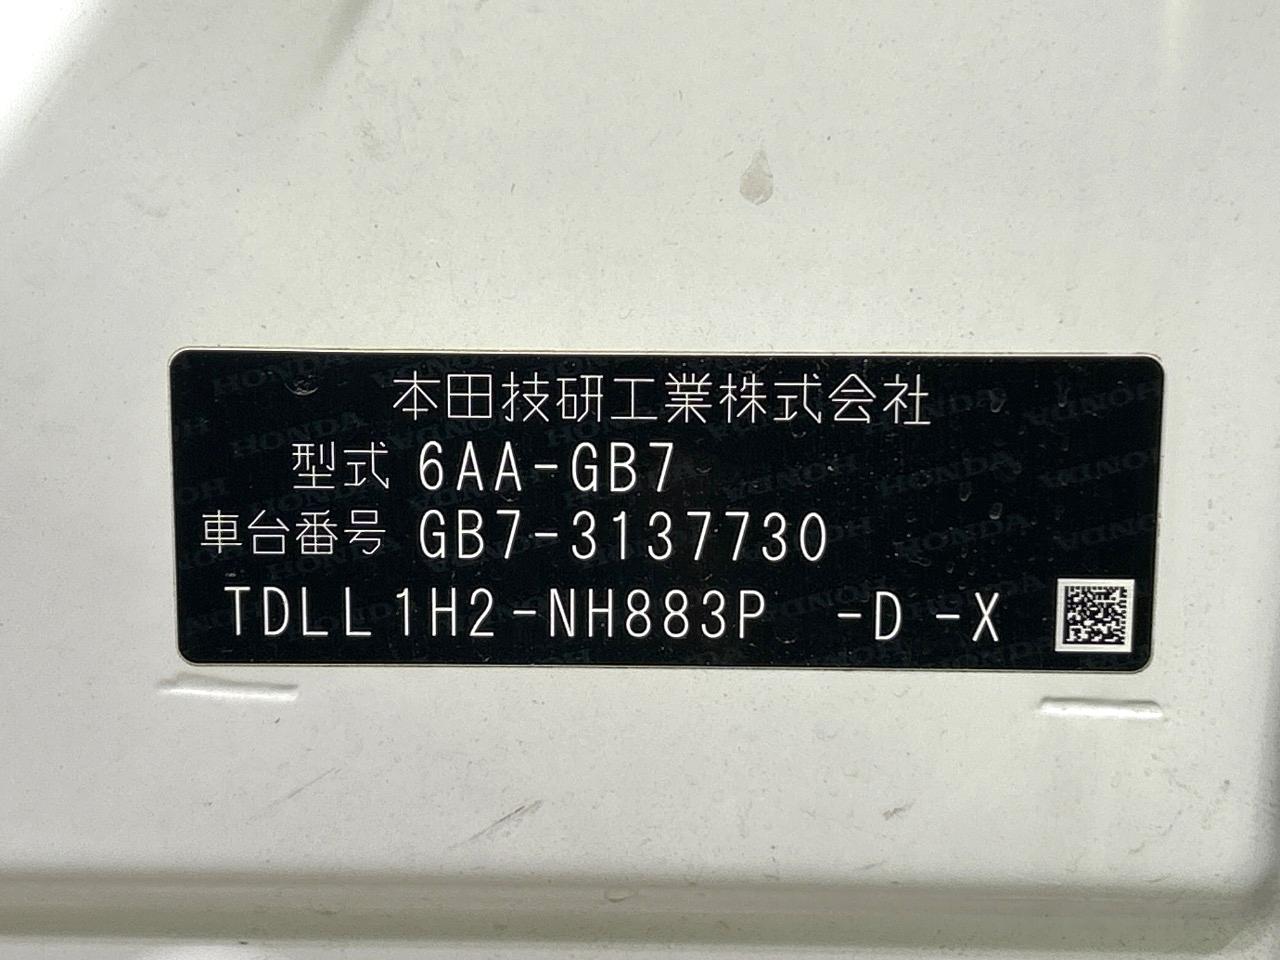 本田技研工業株式会社
型式 6AA-GB7
車台番号 GB7-3137730
TDLL1H2-NH883P -D -X